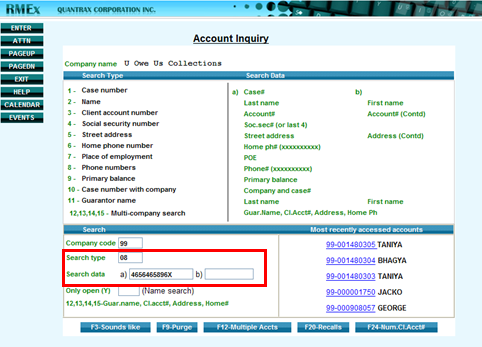 RMEx QUANTRAX CORPORATION INC.
ENTER
ATTN
PAGEUP
PAGEDN
EXIT
HELP
CALENDAR
EVENTS
Account Inquiry
Company name U Owe Us Collections
Search Type Search Data
1 - Case number a) Case# b)
2 - Name Last name First name
3 - Client account number Account# Account# (Contd)
4 - Social security number Soc.sec# (or last 4)
5 - Street address Street address Address (Contd)
6 - Home phone number Home ph# (xxxxxxxxxx)
7 - Place of employment POE
8 - Phone numbers Phone# (xxxxxxxxxx)
9 - Primary balance Primary balance
10 - Case number with company Company and case#
11 - Guarantor name Last name First name
12,13,14,15 - Multi-company search Guar.Name, Cl.Acct#, Address, Home Ph
Search
Company code 99
Search type 08
Search data a) 4656465896X b)
Only open (Y) (Name search)
12,13,14,15-Guar.name, Cl.acct#, Address, Home#
Most recently accessed accounts
99-001480305 TANIYA
99-001480304 BHAGYA
99-001480303 TANIYA
99-000001750 JACKO
99-000908057 GEORGE
F3-Sounds like F9-Purge F12-Multiple Accts F20-Recalls F24-Num.Cl.Acct#